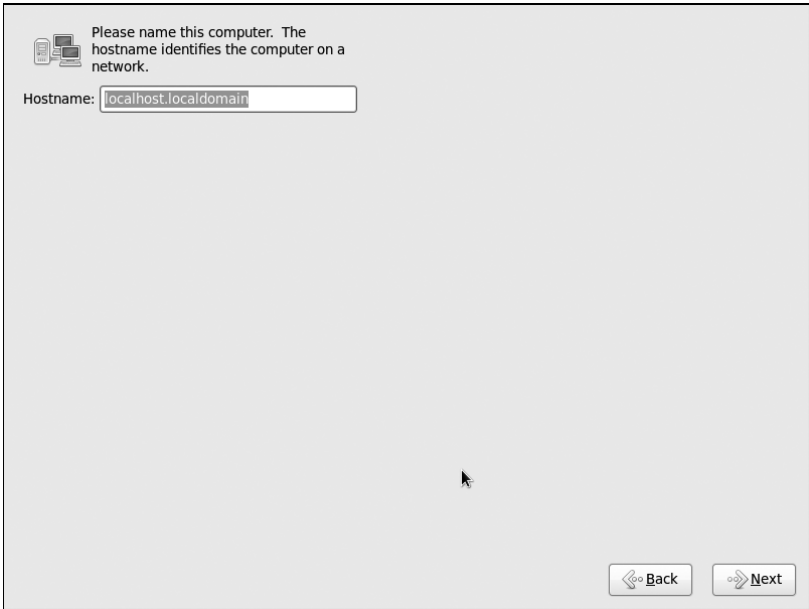 Please name this computer.  The
hostname identifies the computer on a
network.
Hostname: localhost.localdomain
Back
Next